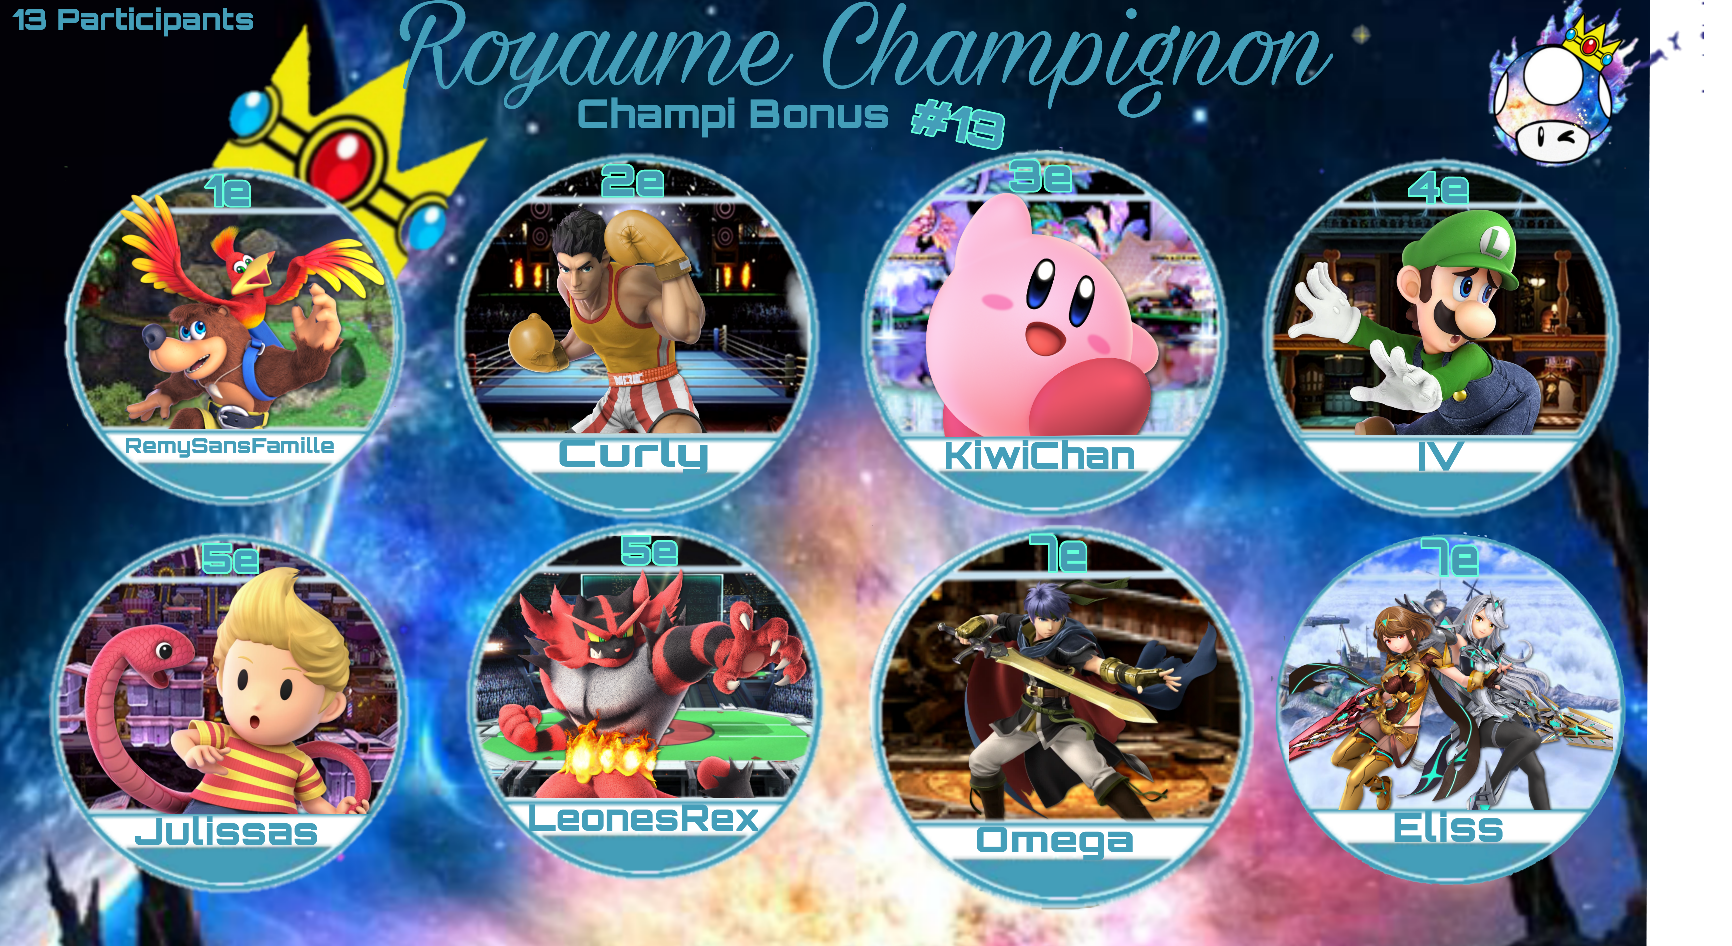 13 Participants
Royaume Champignon
Champi Bonus #13
1e
2e
3e
4e
L
RemySansFamille
Curly
KiwiChan
IV
5e
5e
7e
7e
Julissas
LeonesRex
Omega
Eliss